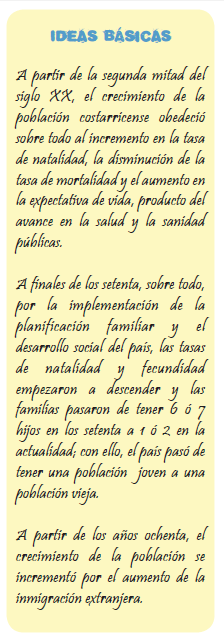 IDEAS BÁSICAS
A partir de la segunda mitad del
siglo XX, el crecimiento de la
población costarricense obedeció
sobre todo al incremento en la tasa
de natalidad, la disminución de la
tasa de mortalidad y el aumento en
la expectativa de vida, producto del
avance en la salud y la sanidad
públicas.
A finales de los setenta, sobre todo,
por la implementación de la
planificación familiar y el
desarrollo social del país, las tasas
de natalidad y fecundidad
empezaron a descender y las
familias pasaron de tener 6 ó 7
hijos en los setenta a 1 ó 2 en la
actualidad; con ello, el país pasó de
tener una población joven a una
población vieja.
A partir de los años ochenta, el
crecimiento de la población se
incrementó por el aumento de la
inmigración extranjera.